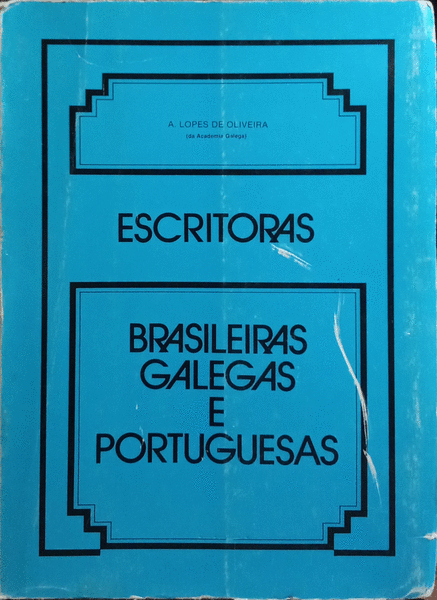 A. LOPES DE OLIVEIRA
(da Academia Galega)
ESCRITORAS
BRASILEIRAS
GALEGAS
E
PORTUGUESAS